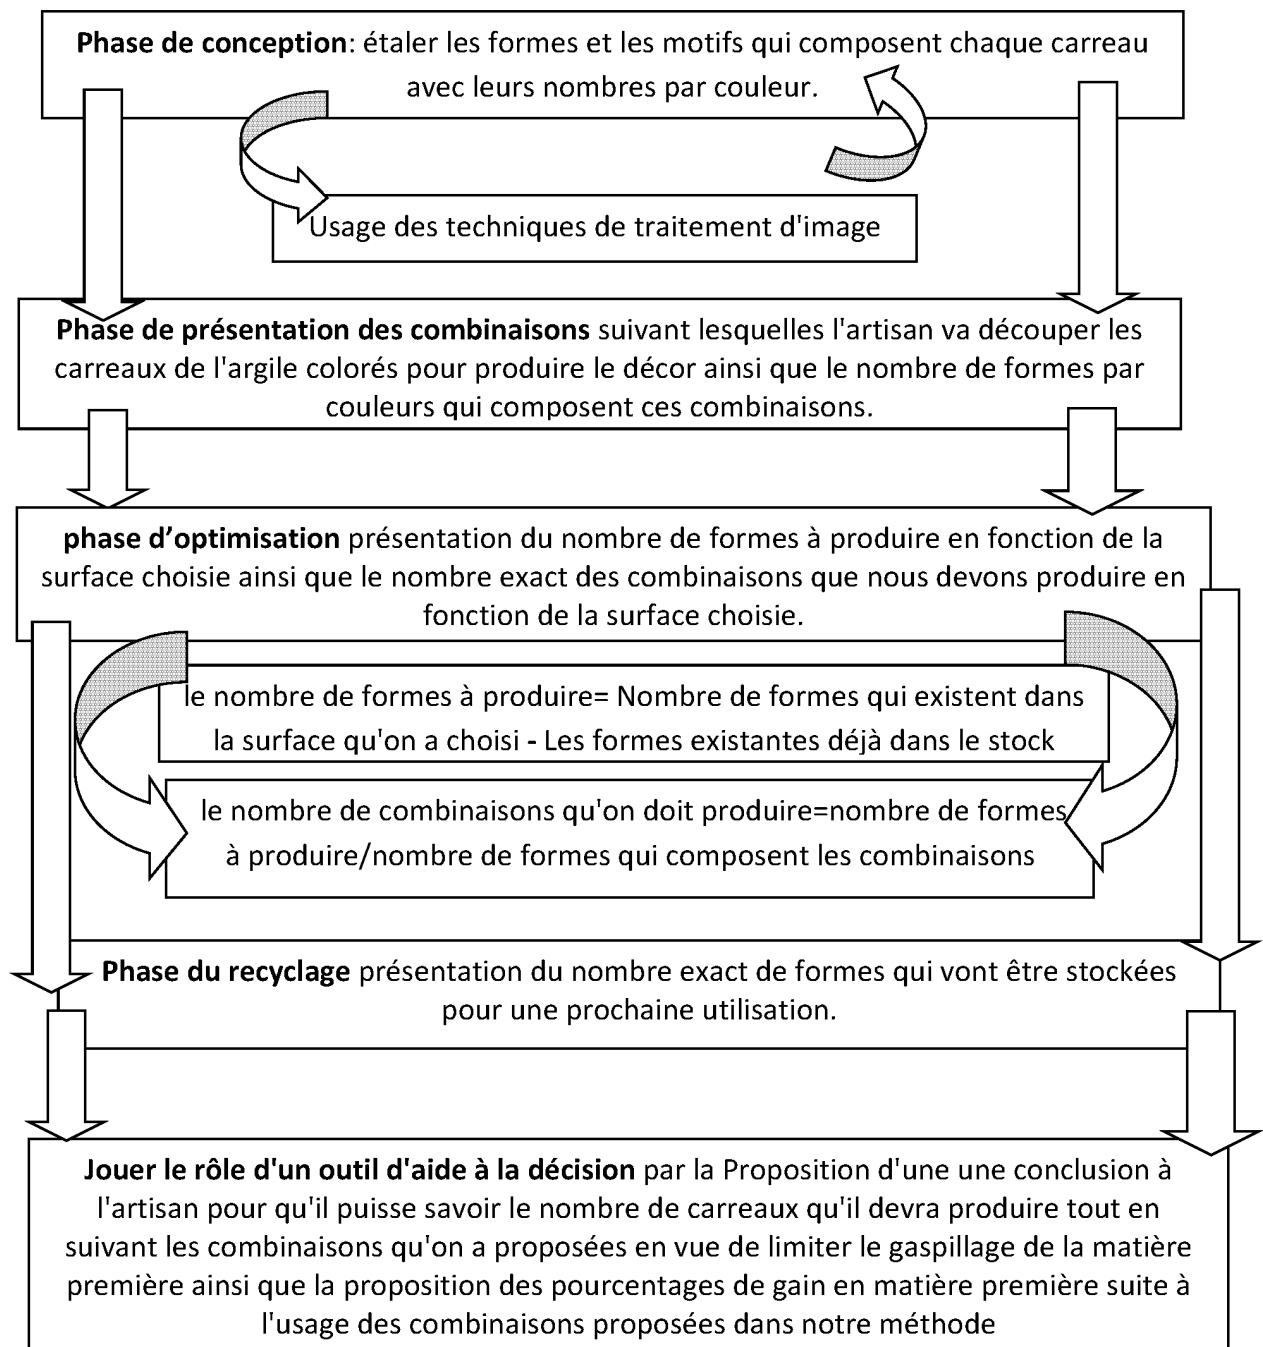 Phase de conception: étaler les formes et les motifs qui composent chaque carreau
avec leurs nombres par couleur.
Usage des techniques de traitement d'image
Phase de présentation des combinaisons suivant lesquelles l'artisan va découper les
carreaux de l'argile colorés pour produire le décor ainsi que le nombre de formes par
couleurs qui composent ces combinaisons.
phase d’optimisation présentation du nombre de formes à produire en fonction de la
surface choisie ainsi que le nombre exact des combinaisons que nous devons produire en
fonction de la surface choisie.
le nombre de formes à produire= Nombre de formes qui existent dans
la surface qu'on a choisi - Les formes existantes déjà dans le stock
le nombre de combinaisons qu'on doit produire=nombre de formes
à produire/nombre de formes qui composent les combinaisons
Phase du recyclage présentation du nombre exact de formes qui vont être stockées
pour une prochaine utilisation.
Jouer le rôle d'un outil d'aide à la décision par la Proposition d'une une conclusion à
l'artisan pour qu'il puisse savoir le nombre de carreaux qu'il devra produire tout en
suivant les combinaisons qu'on a proposées en vue de limiter le gaspillage de la matière
première ainsi que la proposition des pourcentages de gain en matière première suite à
l'usage des combinaisons proposées dans notre méthode